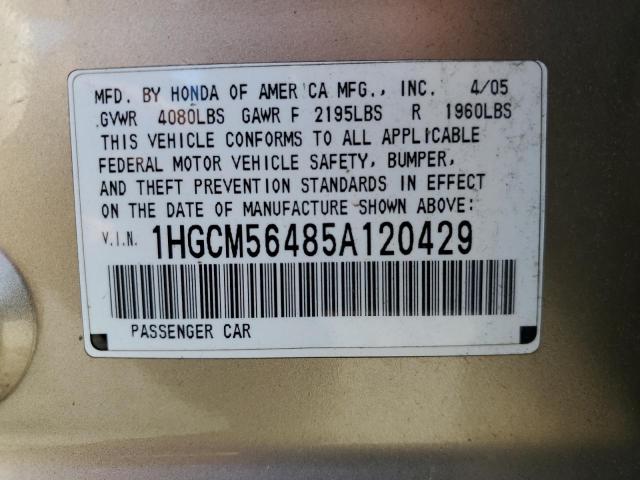 MFD. BY HONDA OF AMERICA MFG., INC. 4/05
GVWR 4080LBS GAWR F 2195LBS R 1960LBS
THIS VEHICLE CONFORMS TO ALL APPLICABLE
FEDERAL MOTOR VEHICLE SAFETY, BUMPER,
AND THEFT PREVENTION STANDARDS IN EFFECT
ON THE DATE OF MANUFACTURE SHOWN ABOVE:
V.I.N. 1HGCM56485A120429
PASSENGER CAR